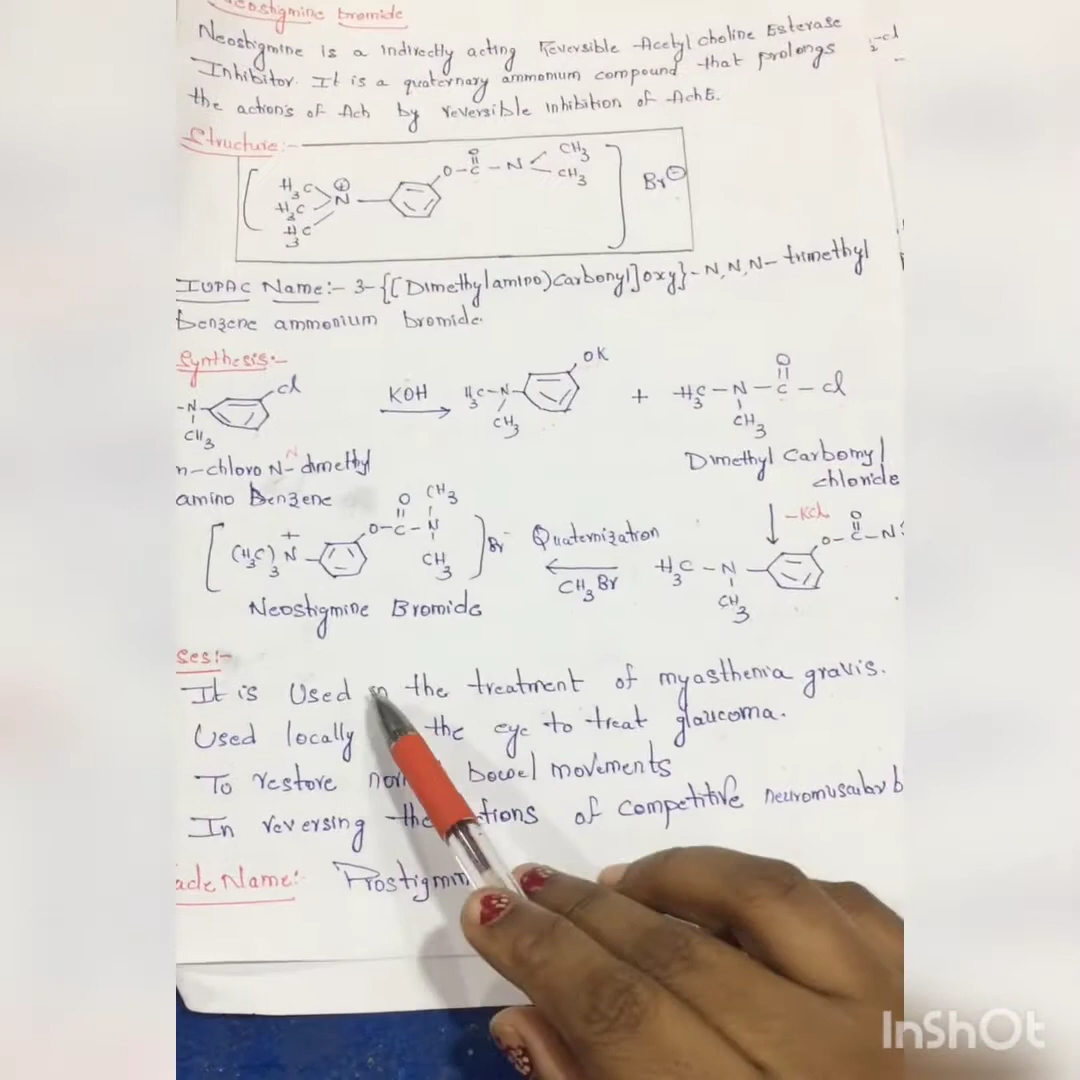 Neostigmine bromide
Neostigmine is a indirectly acting Reversible Acetyl choline Esterase
Inhibitor. It is a quaternary ammonium compound that prolongs
the action's of Ach by reversible inhibition of AchE.
Structure:-
H3C H3C H3C N⊕ O-C-N O CH3 CH3 Br⊖
IUPAC Name:- 3-{[(Dimethylamino)carbonyl]oxy}-N,N,N-trimethyl
benzene ammonium bromide.
Synthesis:-
-N CH3 Cl KOH H3C-N CH3 OK + H3C-N-C-Cl CH3 O
n-chloro N-N dimethyl
amino Benzene
Dimethyl Carbomyl
chloride
[(H3C)3 N+ O-C-N O CH3 CH3] Br Quaternization CH3Br H3C-N CH3 O-C-N O -KCl
Neostigmine Bromide
ses:-
It is Used in the treatment of myasthenia gravis.
Used locally the eye to treat glaucoma.
To restore bowel movements
In reversing of competitive neuromuscular b
ade Name:- Prostigmin
InShOt